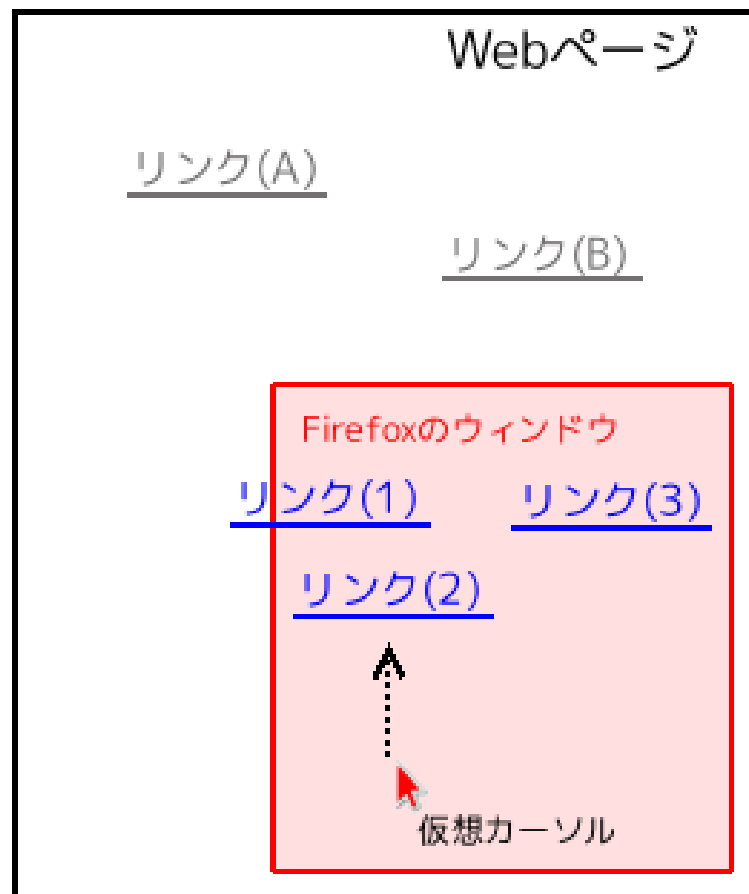 Webページ
リンク(A)
リンク(B)
Firefoxのウィンドウ
リンク(1)
リンク(3)
リンク(2)
仮想カーソル